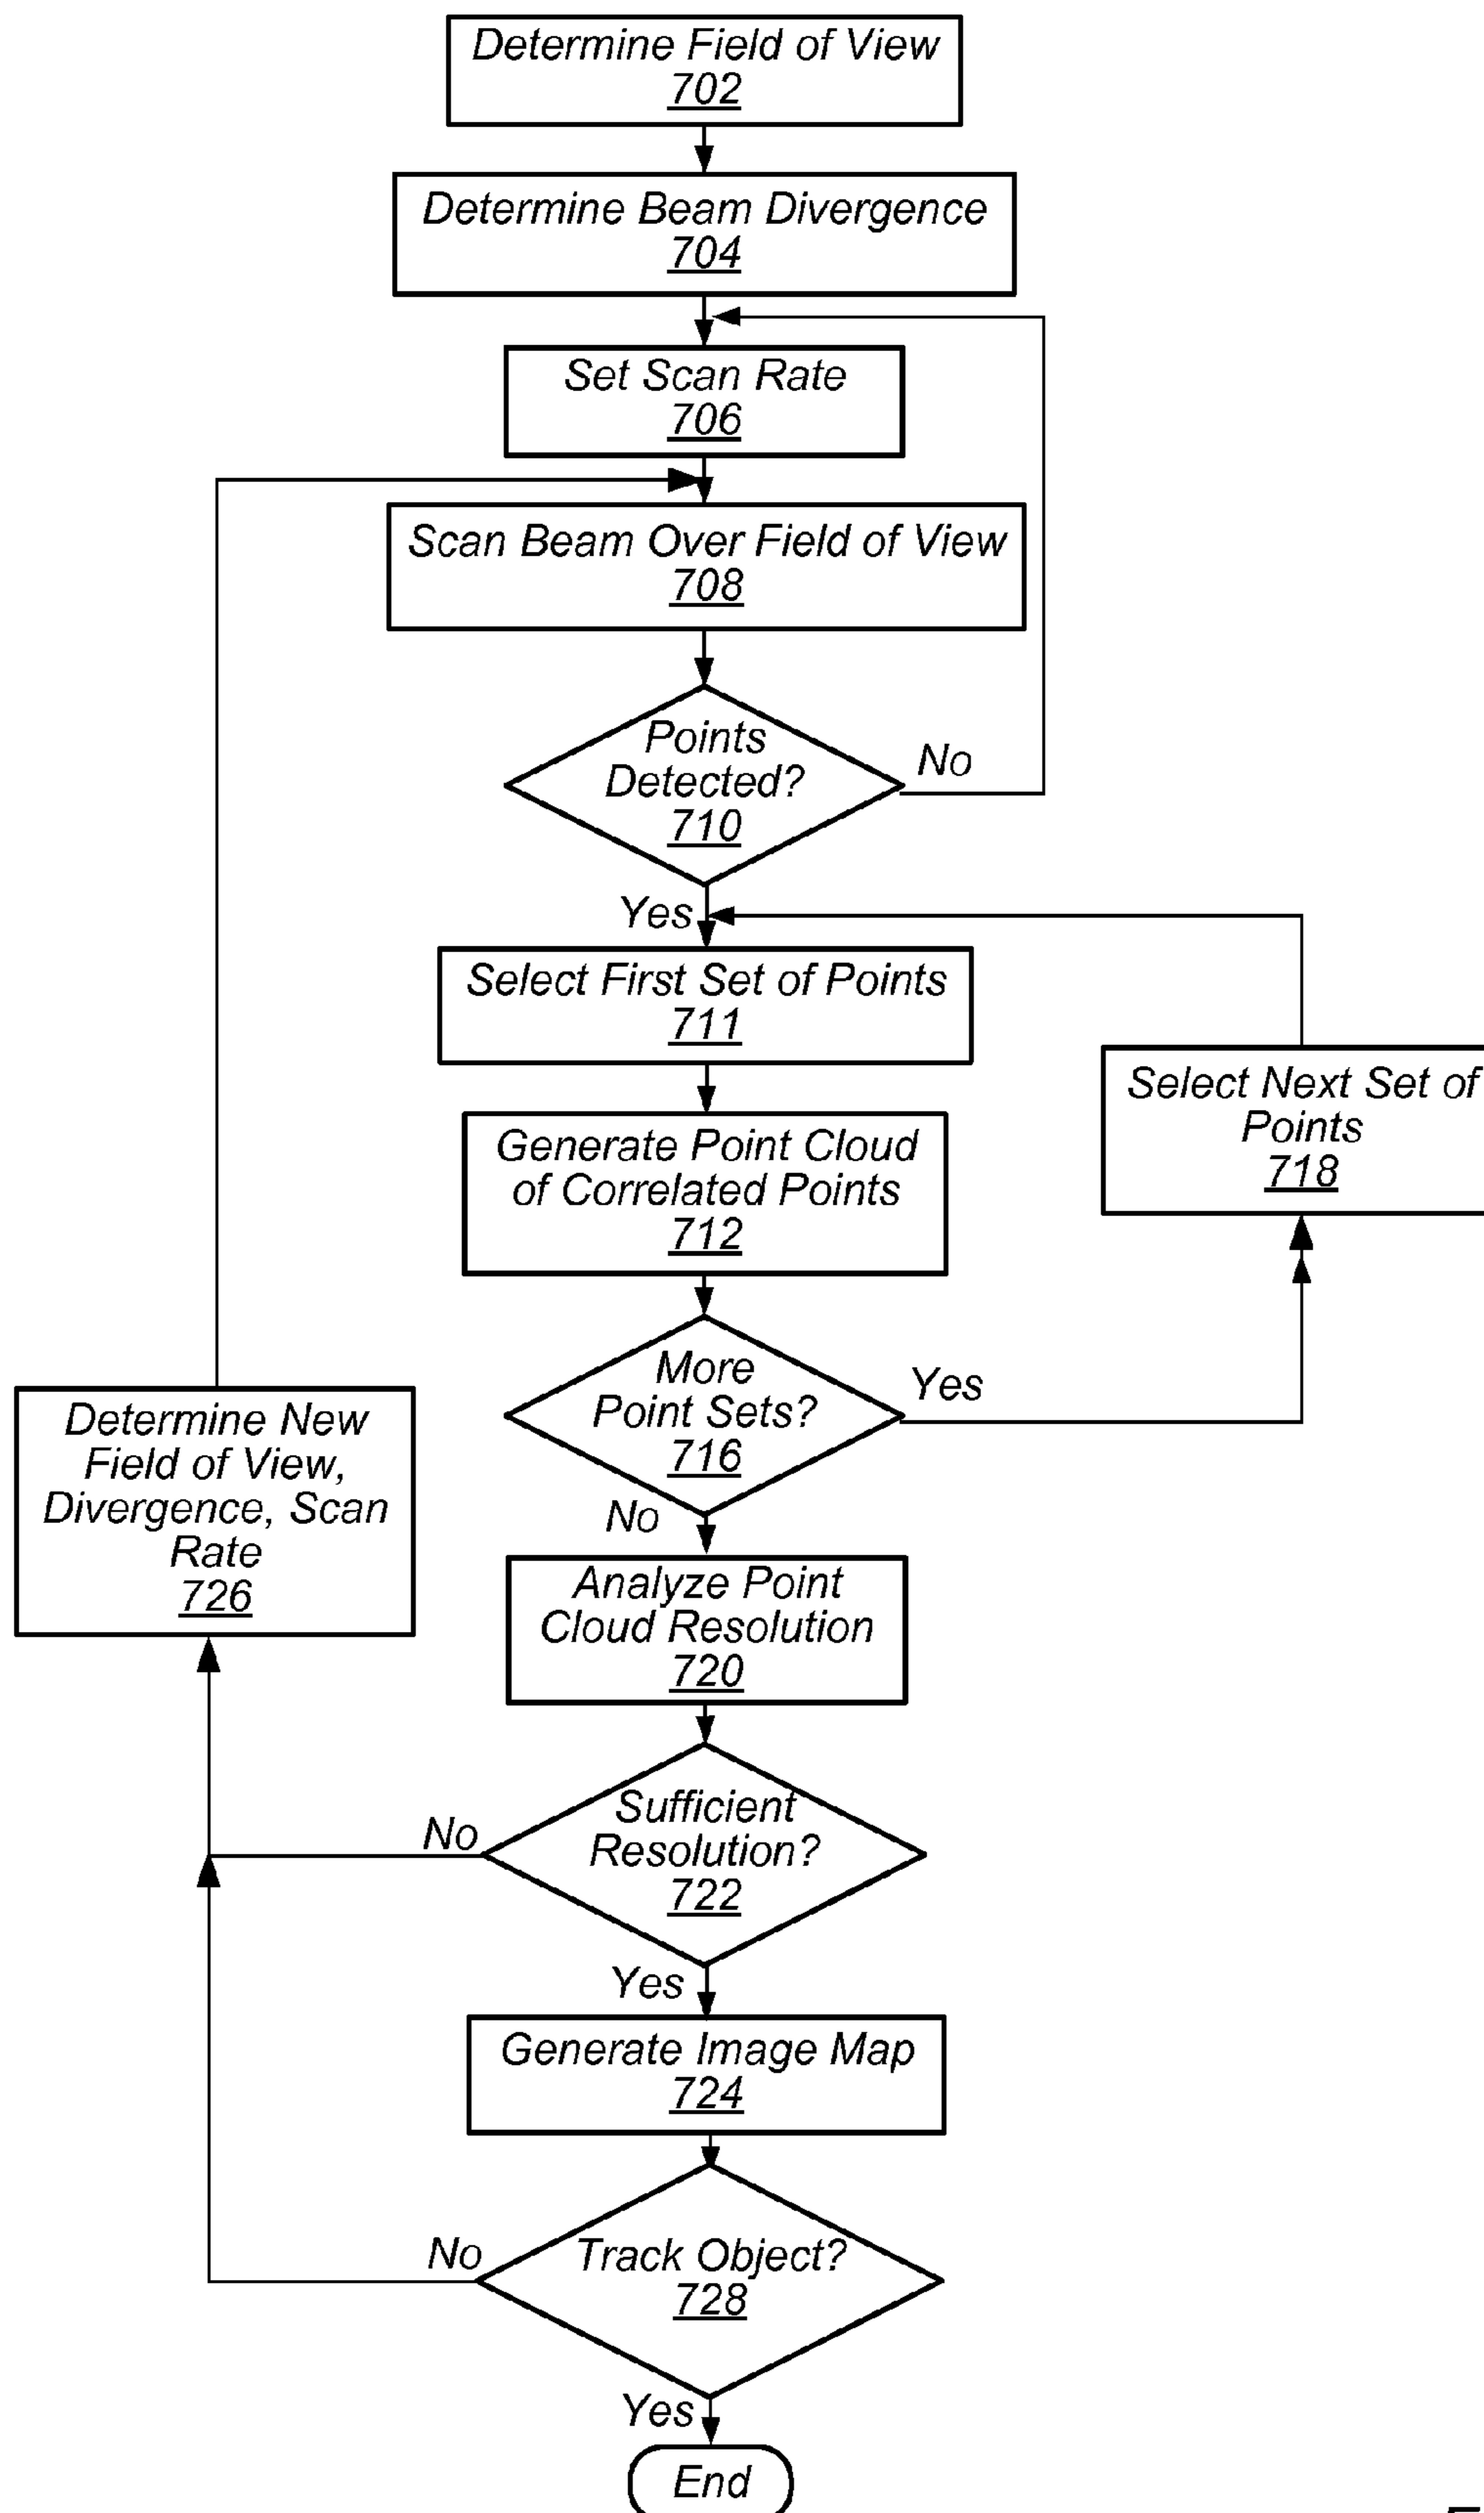 Determine Field of View
702
Determine Beam Divergence
704
Set Scan Rate
706
Scan Beam Over Field of View
708
Points
Detected?
710
No
Yes
Select First Set of Points
711
Select Next Set of
Points
718
Generate Point Cloud
of Correlated Points
712
More
Point Sets?
716
Yes
No
Determine New
Field of View,
Divergence, Scan
Rate
726
Analyze Point
Cloud Resolution
720
Sufficient
Resolution?
722
No
Yes
Generate Image Map
724
Track Object?
728
No
Yes
End